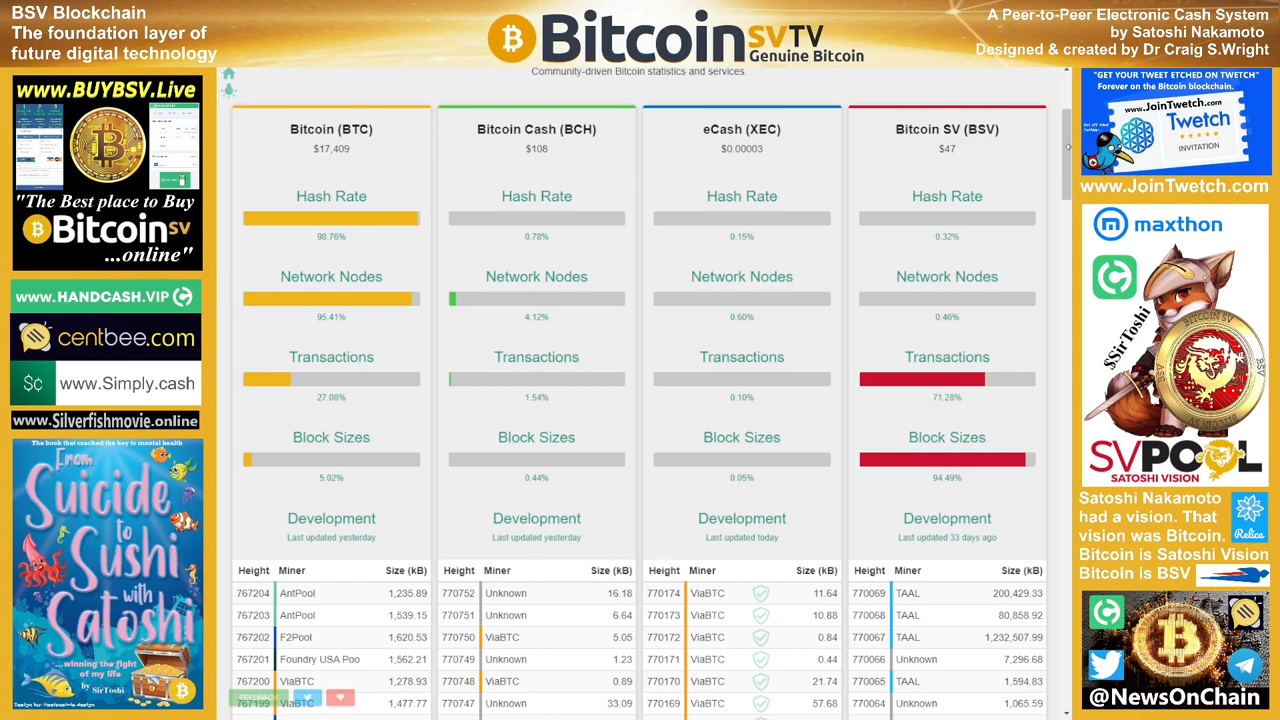 BSV Blockchain
The foundation layer of
future digital technology
BitcoinSVTV
Genuine Bitcoin
A Peer-to-Peer Electronic Cash System
by Satoshi Nakamoto
Designed & created by Dr Craig S.Wright
www.BUYBSV.Live
"The Best place to Buy
BitcoinSV
...online"
www.HANDCASH.VIP
centbee.com
$c www.Simply.cash
www.Silverfishmovie.online
The book that cracked the key to mental health
From
Suicide
to
Sushi
with
Satoshi
...winning the fight
of my life
by SirToshi
Community-driven Bitcoin statistics and services.
Bitcoin (BTC)
$17,409
Hash Rate
98.76%
Network Nodes
95.41%
Transactions
27.08%
Block Sizes
5.02%
Development
Last updated yesterday
Height Miner Size (kB)
767204 AntPool 1,235.89
767203 AntPool 1,539.15
767202 F2Pool 1,620.53
767201 Foundry USA Poo 1,562.21
767200 ViaBTC 1,278.93
767199 ViaBTC 1,477.77
FEEDBACK
Bitcoin Cash (BCH)
$108
Hash Rate
0.78%
Network Nodes
4.12%
Transactions
1.54%
Block Sizes
0.44%
Development
Last updated yesterday
Height Miner Size (kB)
770752 Unknown 16.18
770751 Unknown 6.64
770750 ViaBTC 5.05
770749 Unknown 1.23
770748 ViaBTC 0.89
770747 Unknown 33.09
eCash (XEC)
$0.00003
Hash Rate
0.15%
Network Nodes
0.60%
Transactions
0.10%
Block Sizes
0.05%
Development
Last updated today
Height Miner Size (kB)
770174 ViaBTC 11.64
770173 ViaBTC 10.88
770172 ViaBTC 0.84
770171 ViaBTC 0.44
770170 ViaBTC 21.74
770169 ViaBTC 57.68
Bitcoin SV (BSV)
$47
Hash Rate
0.32%
Network Nodes
0.46%
Transactions
71.28%
Block Sizes
94.49%
Development
Last updated 33 days ago
Height Miner Size (kB)
770069 TAAL 200,429.33
770068 TAAL 80,858.92
770067 TAAL 1,232,507.99
770066 Unknown 7,296.68
770065 TAAL 1,594.83
770063 Unknown 1,065.59
"GET YOUR TWEET ETCHED ON TWETCH"
Forever on the Bitcoin blockchain.
www.JoinTwetch.com
Twetch
INVITATION
www.JoinTwetch.com
maxthon
$SirToshi
BITCOIN SV
BSV
SVPOOL
SATOSHI VISION
Satoshi Nakamoto
had a vision. That
vision was Bitcoin.
Relica
Bitcoin is Satoshi Vision
Bitcoin is BSV
@NewsOnChain